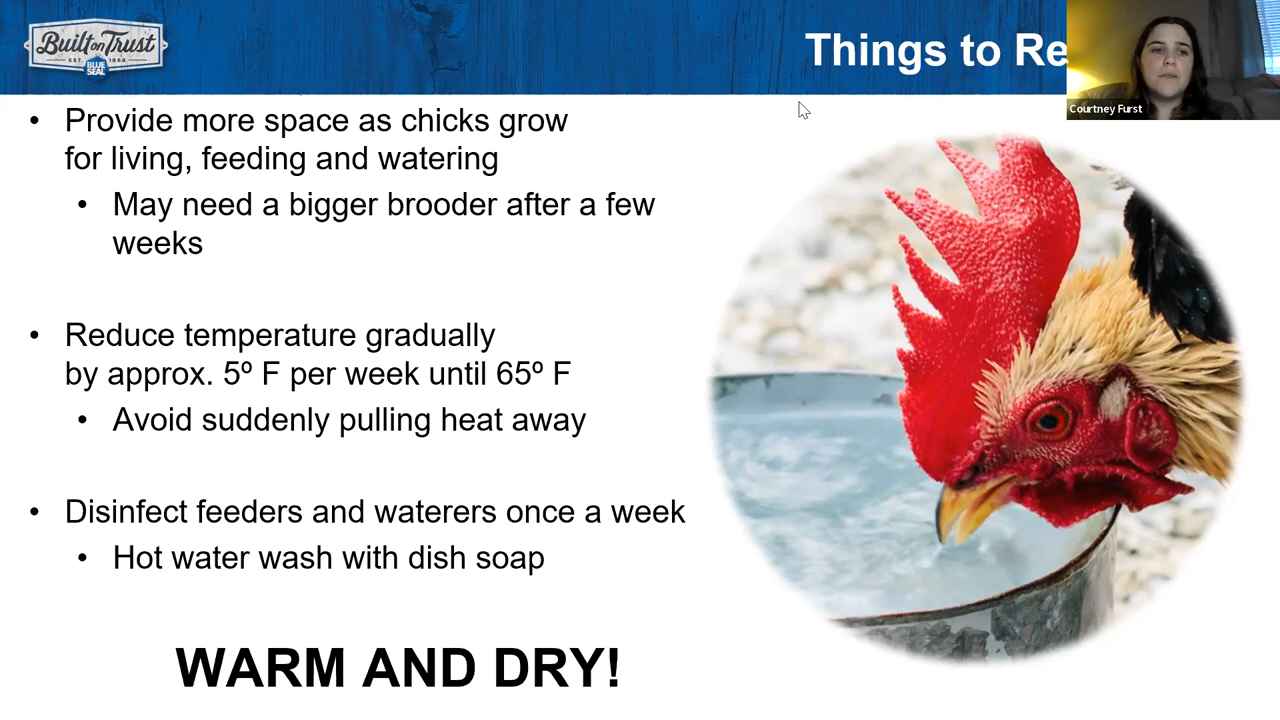 Built on Trust
EST. 1868
BLUE
SEAL
Things to Re
Courtney Furst
• Provide more space as chicks grow
for living, feeding and watering
• May need a bigger brooder after a few
weeks
• Reduce temperature gradually
by approx. 5º F per week until 65º F
• Avoid suddenly pulling heat away
• Disinfect feeders and waterers once a week
• Hot water wash with dish soap
WARM AND DRY!